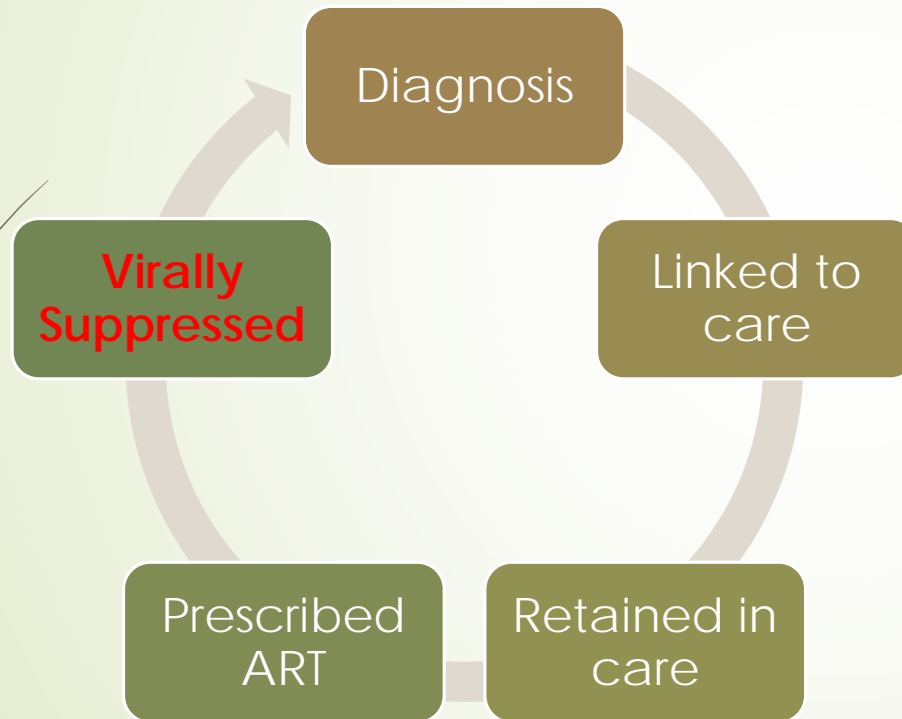 Diagnosis
Linked to
care
Retained in
care
Prescribed
ART
Virally
Suppressed